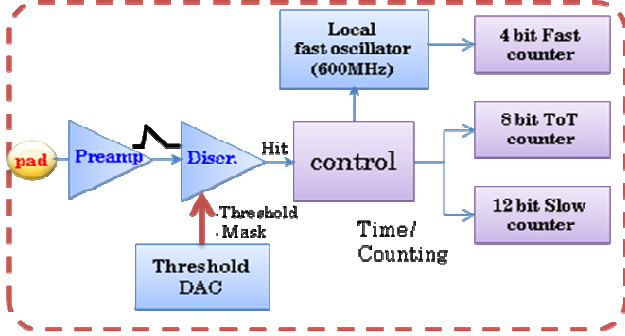 Local
fast oscillator
(600MHz)
4 bit Fast
counter
pad
Preamp
Discr.
Hit
control
8 bit ToT
counter
12 bit Slow
counter
-Threshold
-Mask
Time/
Counting
Threshold
DAC